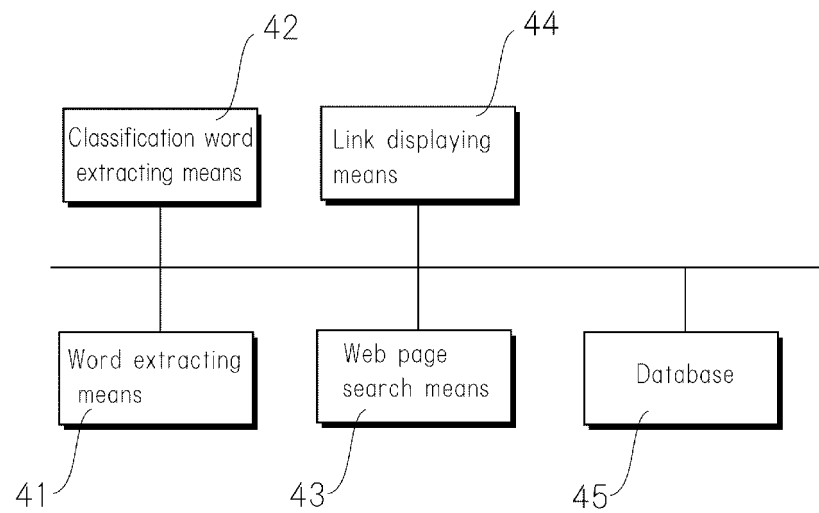 42
44
Classification word
extracting means
Link displaying
means
Word extracting
means
Web page
search means
Database
41
43
45